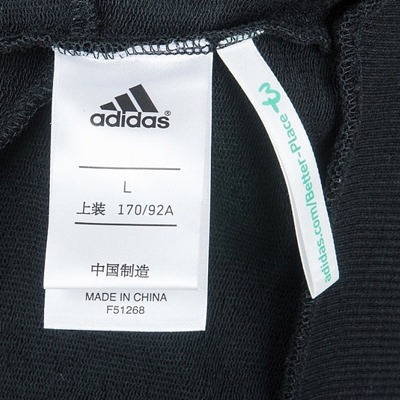 adidas
L
上装 170/92A
中国制造
MADE IN CHINA
F51268
adidas.com/Better-Place